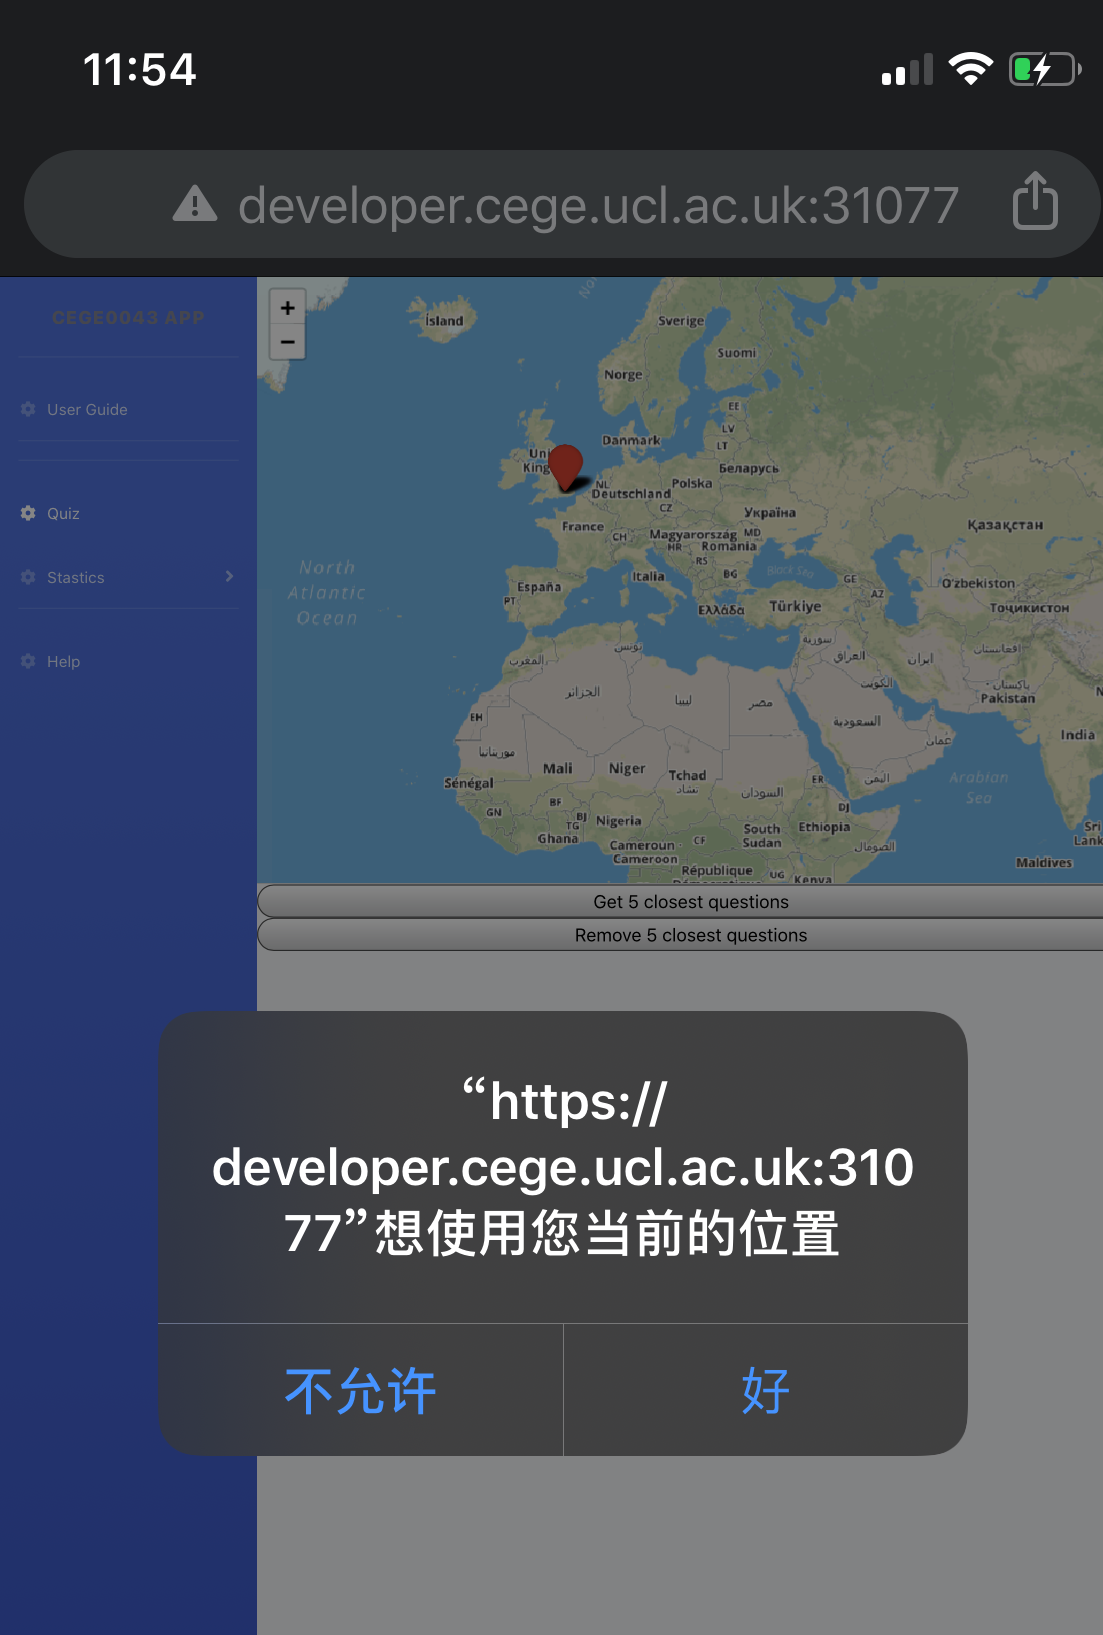 11:54
developer.cege.ucl.ac.uk:31077
CEGE0043 APP
User Guide
Quiz
Stastics
Help
+
−
Ísland
Sverige
Suomi
Norge
EE
LV
LT
Danmark
Беларусь
NL
Polska
Deutschland
CZ
Україна
France
CH
Magyarország
MD
HR
România
Қазақстан
North
Atlantic
Ocean
RS
Italia
BG
Black Sea
GE
AZ
O'zbekiston
España
PT
Ελλάδα
Türkiye
Тоҷикистон
المغرب
تونس
سوريا
العراق
ایران
افغانستان
الجزائر
ليبيا
مصر
الكويت
پاکستان
Pakistan
EH
السعودية
India
موريتانيا
عُمان
Mali
Niger
Tchad
تشاد
ER
اليمن
Arabian
Sea
Sénégal
السودان
GN
BF
BJ
TG
Nigeria
DJ
Ghana
South
Sudan
Ethiopia
Sri
Cameroun
Cameroon
CF
الصومال
République
UG
Kenya
Maldives
Get 5 closest questions
Remove 5 closest questions
“https://
developer.cege.ucl.ac.uk:310
77”想使用您当前的位置
不允许
好